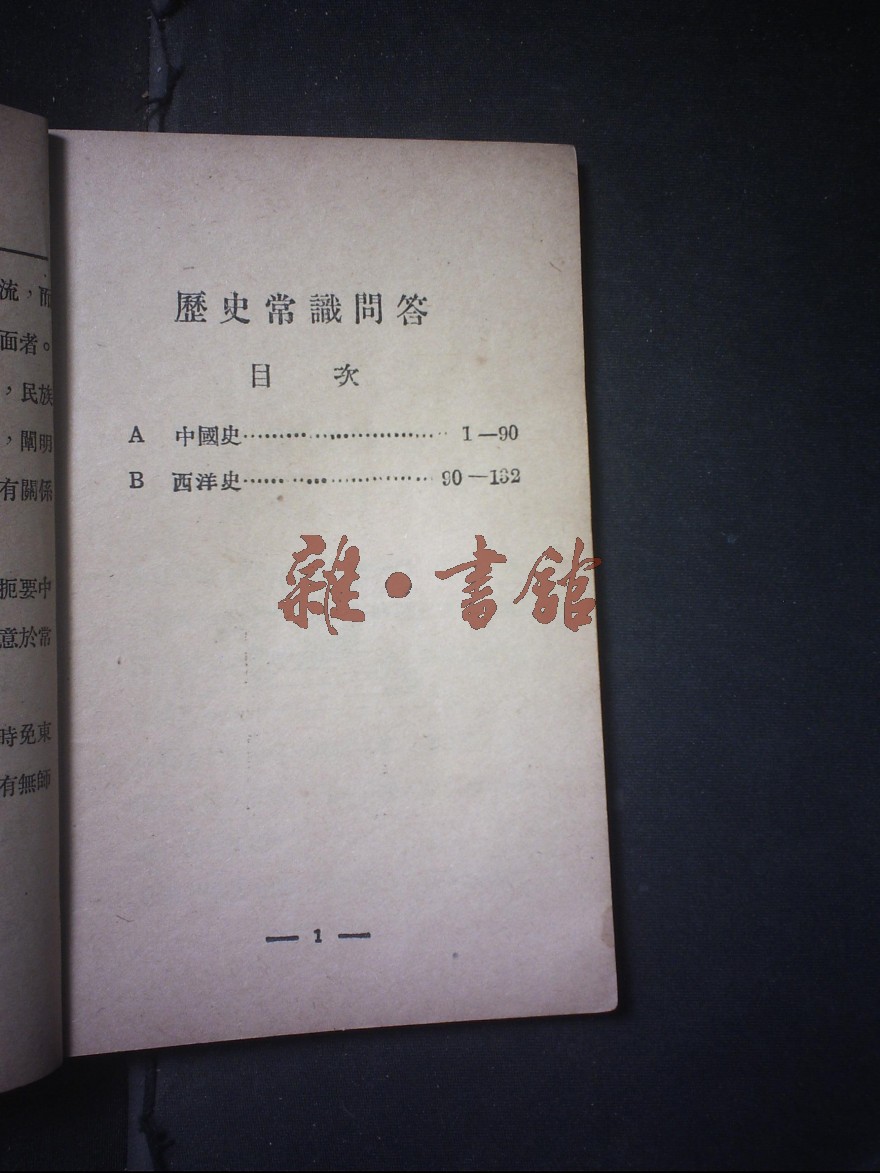 流，而
面者。
，民族
，闡明
有關係
扼要中
意於常
時免東
有無師
歷史常識問答
目 次
A 中國史 1—90
B 西洋史 90—132
雜·書館
— 1 —